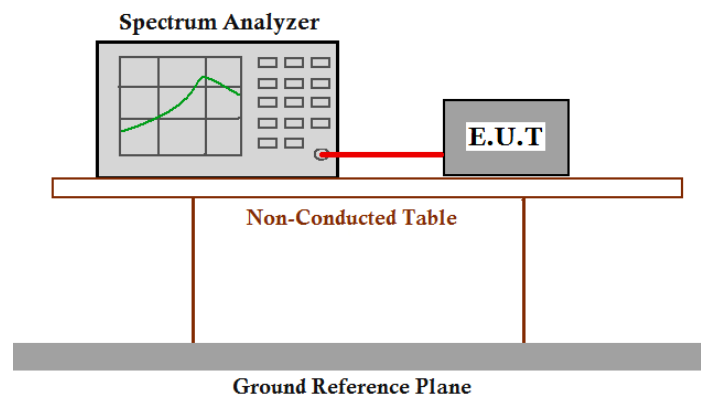 Spectrum Analyzer
E.U.T
Non-Conducted Table
Ground Reference Plane